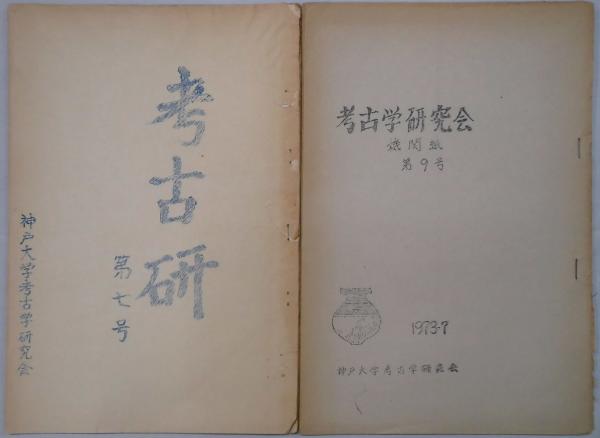 考古研
第七号
神戸大学考古学研究会
考古学研究会
機関紙
第9号
1973.7
神戸大学考古学研究会